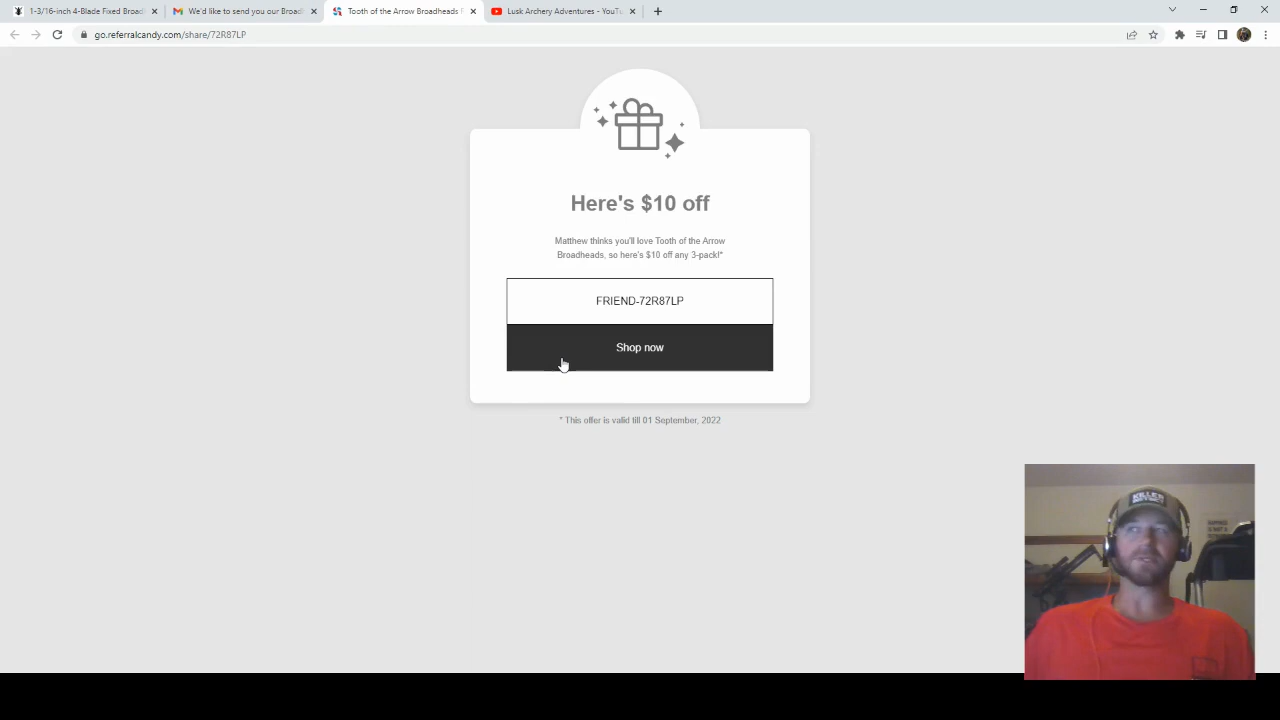 1-3/16-inch 4-Blade Fixed Broadl
We'd like to send you our Broad
Tooth of the Arrow Broadheads F
Lusk Archery Adventures - YouTu
go.referralcandy.com/share/72R87LP
Here's $10 off
Matthew thinks you'll love Tooth of the Arrow
Broadheads, so here's $10 off any 3-pack!*
FRIEND-72R87LP
Shop now
* This offer is valid till 01 September, 2022
KILLER